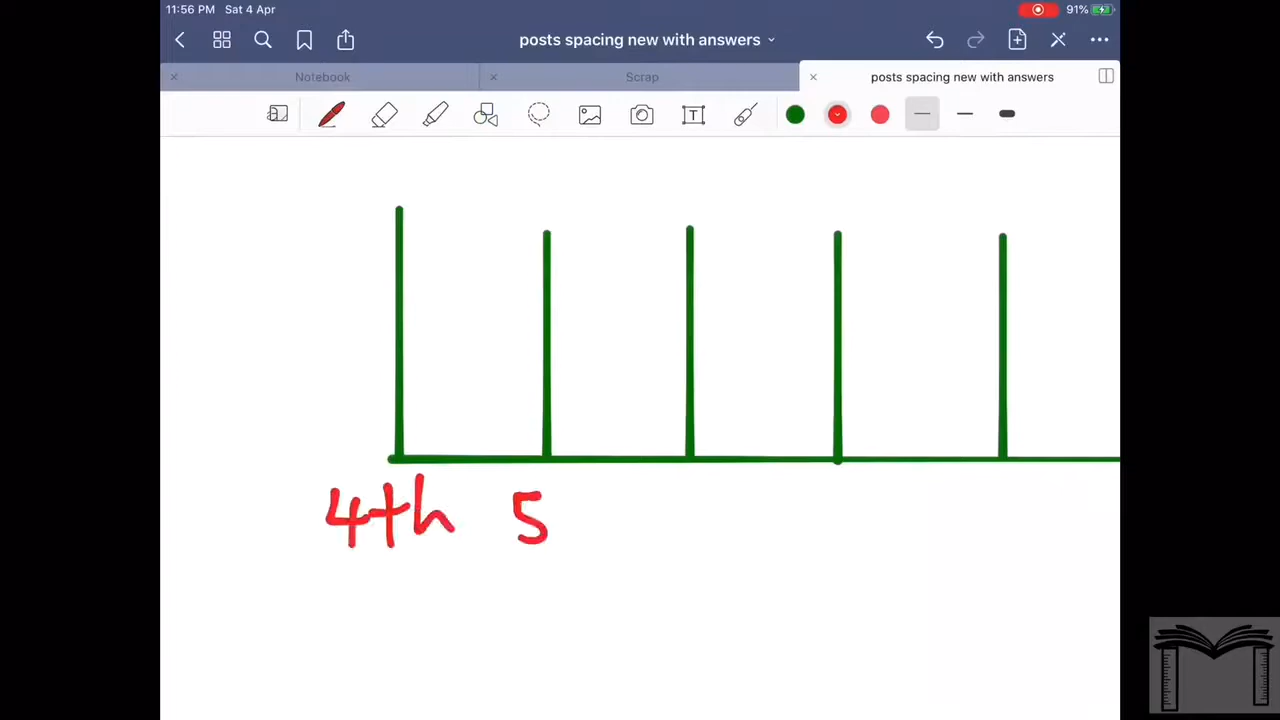 11:56 PM Sat 4 Apr 91%
posts spacing new with answers
Notebook Scrap posts spacing new with answers
T
4th 5